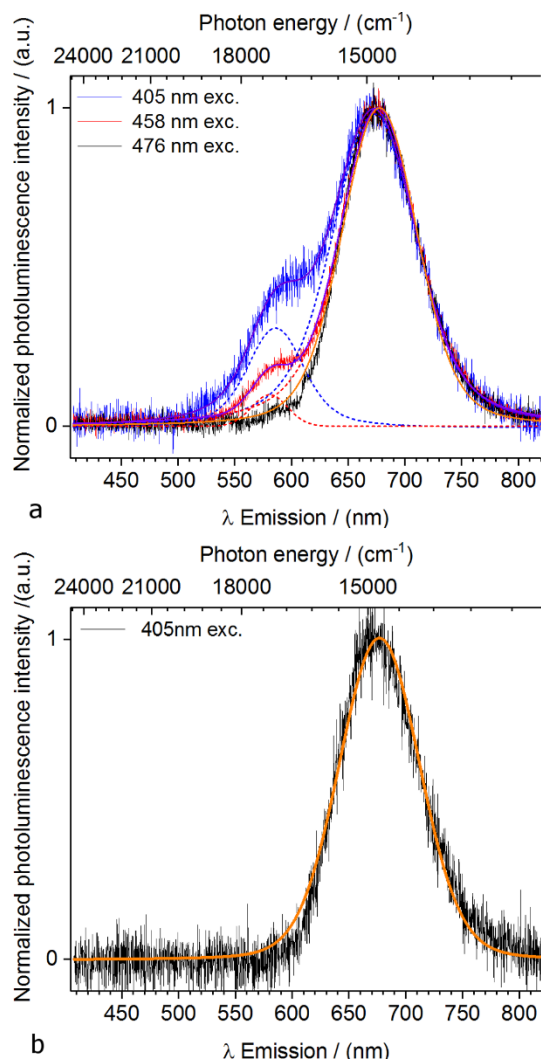 Photon energy / (cm⁻¹)
24000 21000 18000 15000
Normalized photoluminescence intensity / (a.u.)
1
405 nm exc.
458 nm exc.
476 nm exc.
0
450 500 550 600 650 700 750 800
a
λ Emission / (nm)
Photon energy / (cm⁻¹)
24000 21000 18000 15000
Normalized photoluminescence intensity /(a.u.)
1
405nm exc.
0
450 500 550 600 650 700 750 800
b
λ Emission / (nm)